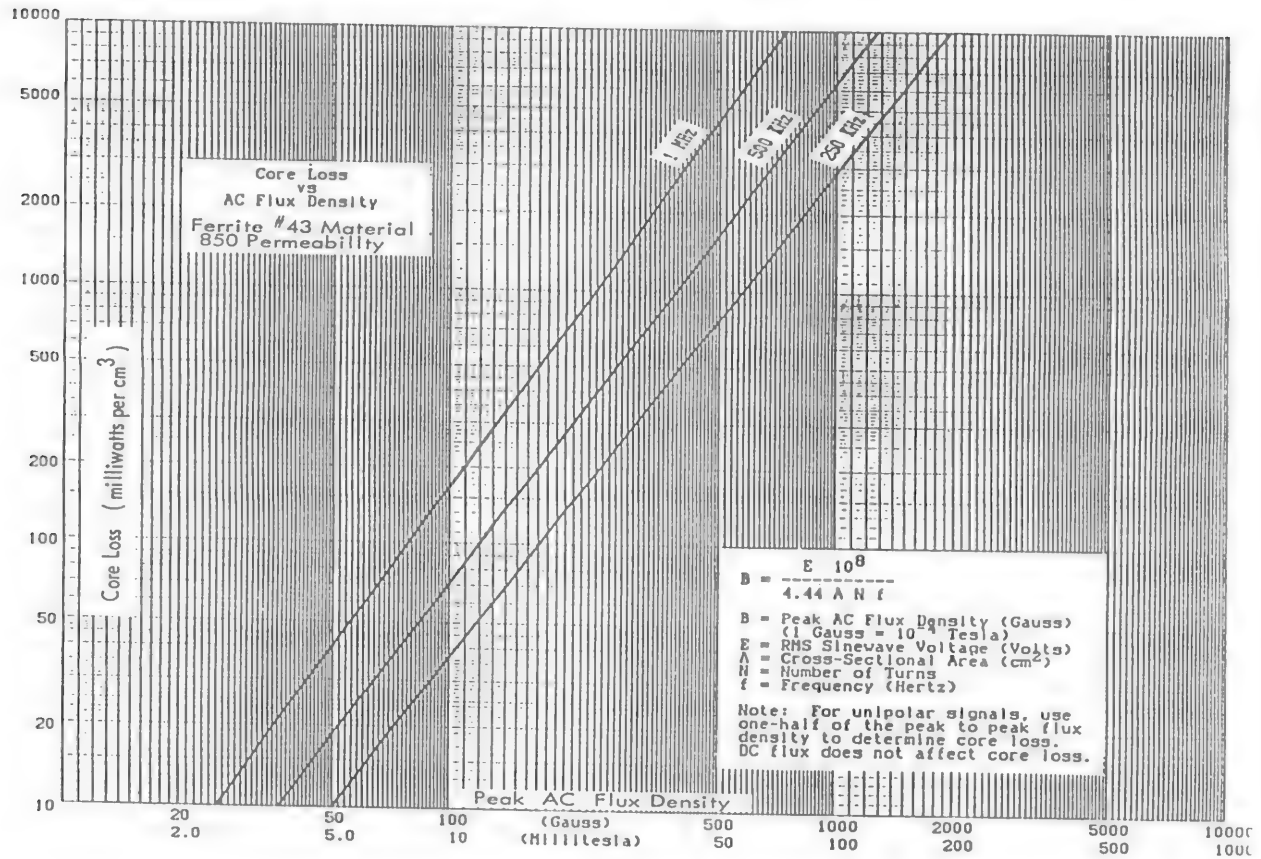 10000
5000
2000
1000
500
200
100
50
20
10
Core Loss (milliwatts per cm³)
Core Loss
vs
AC Flux Density
Ferrite #43 Material
850 Permeability
1 MHz
500 KHz
250 KHz
B = E 10⁸
4.44 A N f
B = Peak AC Flux Density (Gauss)
(1 Gauss = 10⁻⁴ Tesla)
E = RMS Sinewave Voltage (Volts)
A = Cross-Sectional Area (cm²)
N = Number of Turns
f = Frequency (Hertz)
Note: For unipolar signals, use
one-half of the peak to peak flux
density to determine core loss.
DC flux does not affect core loss.
Peak AC Flux Density
20 50 100 (Gauss) 500 1000 2000 5000 10000
2.0 5.0 10 (Millitesla) 50 100 200 500 1000